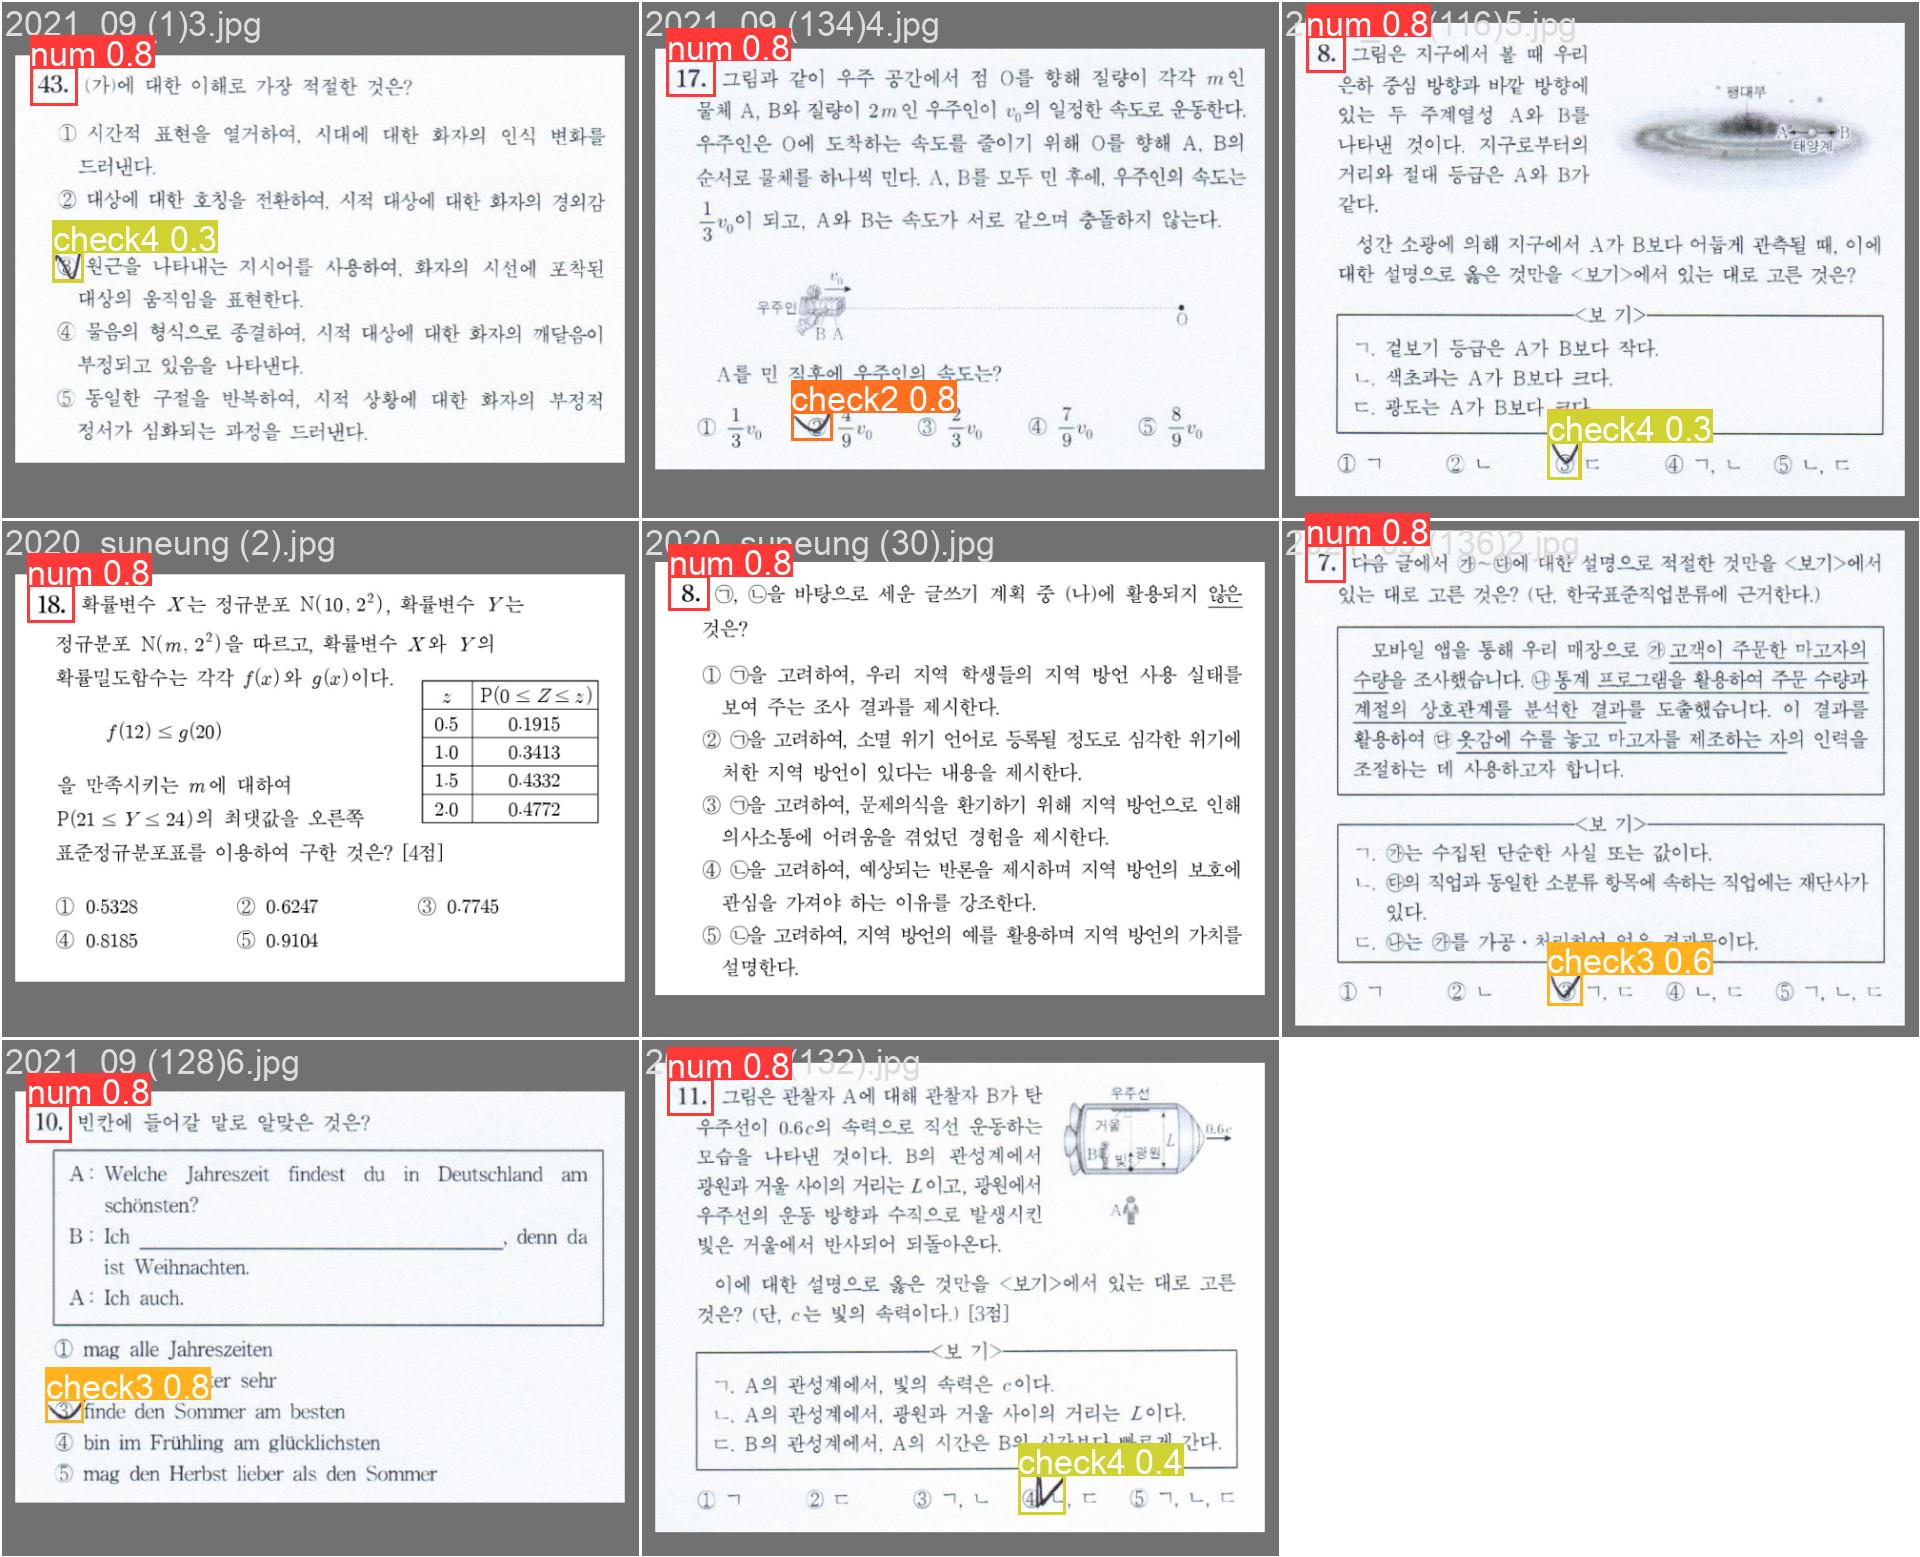 2021_09 (1)3.jpg
num 0.8
43. (가)에 대한 이해로 가장 적절한 것은?
① 시간적 표현을 열거하여, 시대에 대한 화자의 인식 변화를
드러낸다.
② 대상에 대한 호칭을 전환하여, 시적 대상에 대한 화자의 경외감
check4 0.3
③ 원근을 나타내는 지시어를 사용하여, 화자의 시선에 포착된
대상의 움직임을 표현한다.
④ 물음의 형식으로 종결하여, 시적 대상에 대한 화자의 깨달음이
부정되고 있음을 나타낸다.
⑤ 동일한 구절을 반복하여, 시적 상황에 대한 화자의 부정적
정서가 심화되는 과정을 드러낸다.
2021_09 (134)4.jpg
num 0.8
17. 그림과 같이 우주 공간에서 점 O를 향해 질량이 각각 m인
물체 A, B와 질량이 2m인 우주인이 v₀의 일정한 속도로 운동한다.
우주인은 O에 도착하는 속도를 줄이기 위해 O를 향해 A, B의
순서로 물체를 하나씩 민다. A, B를 모두 민 후에, 우주인의 속도는
1/3 v₀이 되고, A와 B는 속도가 서로 같으며 충돌하지 않는다.
v₀
우주인
B A
O
A를 민 직후에 우주인의 속도는?
check2 0.8
① 1/3 v₀ ② 4/9 v₀ ③ 2/3 v₀ ④ 7/9 v₀ ⑤ 8/9 v₀
(116)5.jpg
num 0.8
8. 그림은 지구에서 볼 때 우리
은하 중심 방향과 바깥 방향에
있는 두 주계열성 A와 B를
나타낸 것이다. 지구로부터의
거리와 절대 등급은 A와 B가
같다.
팽대부
A B
태양계
성간 소광에 의해 지구에서 A가 B보다 어둡게 관측될 때, 이에
대한 설명으로 옳은 것만을 <보기>에서 있는 대로 고른 것은?
<보 기>
ㄱ. 겉보기 등급은 A가 B보다 작다.
ㄴ. 색초과는 A가 B보다 크다.
ㄷ. 광도는 A가 B보다 크다.
check4 0.3
① ㄱ ② ㄴ ③ ㄷ ④ ㄱ, ㄴ ⑤ ㄴ, ㄷ
2020_suneung (2).jpg
num 0.8
18. 확률변수 X는 정규분포 N(10, 2²), 확률변수 Y는
정규분포 N(m, 2²)을 따르고, 확률변수 X와 Y의
확률밀도함수는 각각 f(x)와 g(x)이다.
f(12) ≤ g(20)
을 만족시키는 m에 대하여
P(21 ≤ Y ≤ 24)의 최댓값을 오른쪽
표준정규분포표를 이용하여 구한 것은? [4점]
z P(0 ≤ Z ≤ z)
0.5 0.1915
1.0 0.3413
1.5 0.4332
2.0 0.4772
① 0.5328 ② 0.6247 ③ 0.7745
④ 0.8185 ⑤ 0.9104
2020_suneung (30).jpg
num 0.8
8. ㉠, ㉡을 바탕으로 세운 글쓰기 계획 중 (나)에 활용되지 않은
것은?
① ㉠을 고려하여, 우리 지역 학생들의 지역 방언 사용 실태를
보여 주는 조사 결과를 제시한다.
② ㉠을 고려하여, 소멸 위기 언어로 등록될 정도로 심각한 위기에
처한 지역 방언이 있다는 내용을 제시한다.
③ ㉠을 고려하여, 문제의식을 환기하기 위해 지역 방언으로 인해
의사소통에 어려움을 겪었던 경험을 제시한다.
④ ㉡을 고려하여, 예상되는 반론을 제시하며 지역 방언의 보호에
관심을 가져야 하는 이유를 강조한다.
⑤ ㉡을 고려하여, 지역 방언의 예를 활용하며 지역 방언의 가치를
설명한다.
(136)2.jpg
num 0.8
7. 다음 글에서 ㉮~㉰에 대한 설명으로 적절한 것만을 <보기>에서
있는 대로 고른 것은? (단, 한국표준직업분류에 근거한다.)
모바일 앱을 통해 우리 매장으로 ㉮ 고객이 주문한 마고자의
수량을 조사했습니다. ㉯ 통계 프로그램을 활용하여 주문 수량과
계절의 상호관계를 분석한 결과를 도출했습니다. 이 결과를
활용하여 ㉰ 옷감에 수를 놓고 마고자를 제조하는 자의 인력을
조절하는 데 사용하고자 합니다.
<보 기>
ㄱ. ㉮는 수집된 단순한 사실 또는 값이다.
ㄴ. ㉰의 직업과 동일한 소분류 항목에 속하는 직업에는 재단사가
있다.
ㄷ. ㉯는 ㉮를 가공·처리하여 얻은 결과물이다.
check3 0.6
① ㄱ ② ㄴ ③ ㄱ, ㄷ ④ ㄴ, ㄷ ⑤ ㄱ, ㄴ, ㄷ
2021_09 (128)6.jpg
num 0.8
10. 빈칸에 들어갈 말로 알맞은 것은?
A: Welche Jahreszeit findest du in Deutschland am
schönsten?
B: Ich ____, denn da
ist Weihnachten.
A: Ich auch.
① mag alle Jahreszeiten
check3 0.8
sehr
③ finde den Sommer am besten
④ bin im Frühling am glücklichsten
⑤ mag den Herbst lieber als den Sommer
(132).jpg
num 0.8
11. 그림은 관찰자 A에 대해 관찰자 B가 탄
우주선이 0.6c의 속력으로 직선 운동하는
모습을 나타낸 것이다. B의 관성계에서
광원과 거울 사이의 거리는 L이고, 광원에서
우주선의 운동 방향과 수직으로 발생시킨
빛은 거울에서 반사되어 되돌아온다.
우주선
거울
0.6c
L
B 빛 광원
A
이에 대한 설명으로 옳은 것만을 <보기>에서 있는 대로 고른
것은? (단, c는 빛의 속력이다.) [3점]
<보 기>
ㄱ. A의 관성계에서, 빛의 속력은 c이다.
ㄴ. A의 관성계에서, 광원과 거울 사이의 거리는 L이다.
ㄷ. B의 관성계에서, A의 시간은 B의 시간보다 빠르게 간다.
check4 0.4
① ㄱ ② ㄷ ③ ㄱ, ㄴ ④ ㄴ, ㄷ ⑤ ㄱ, ㄴ, ㄷ